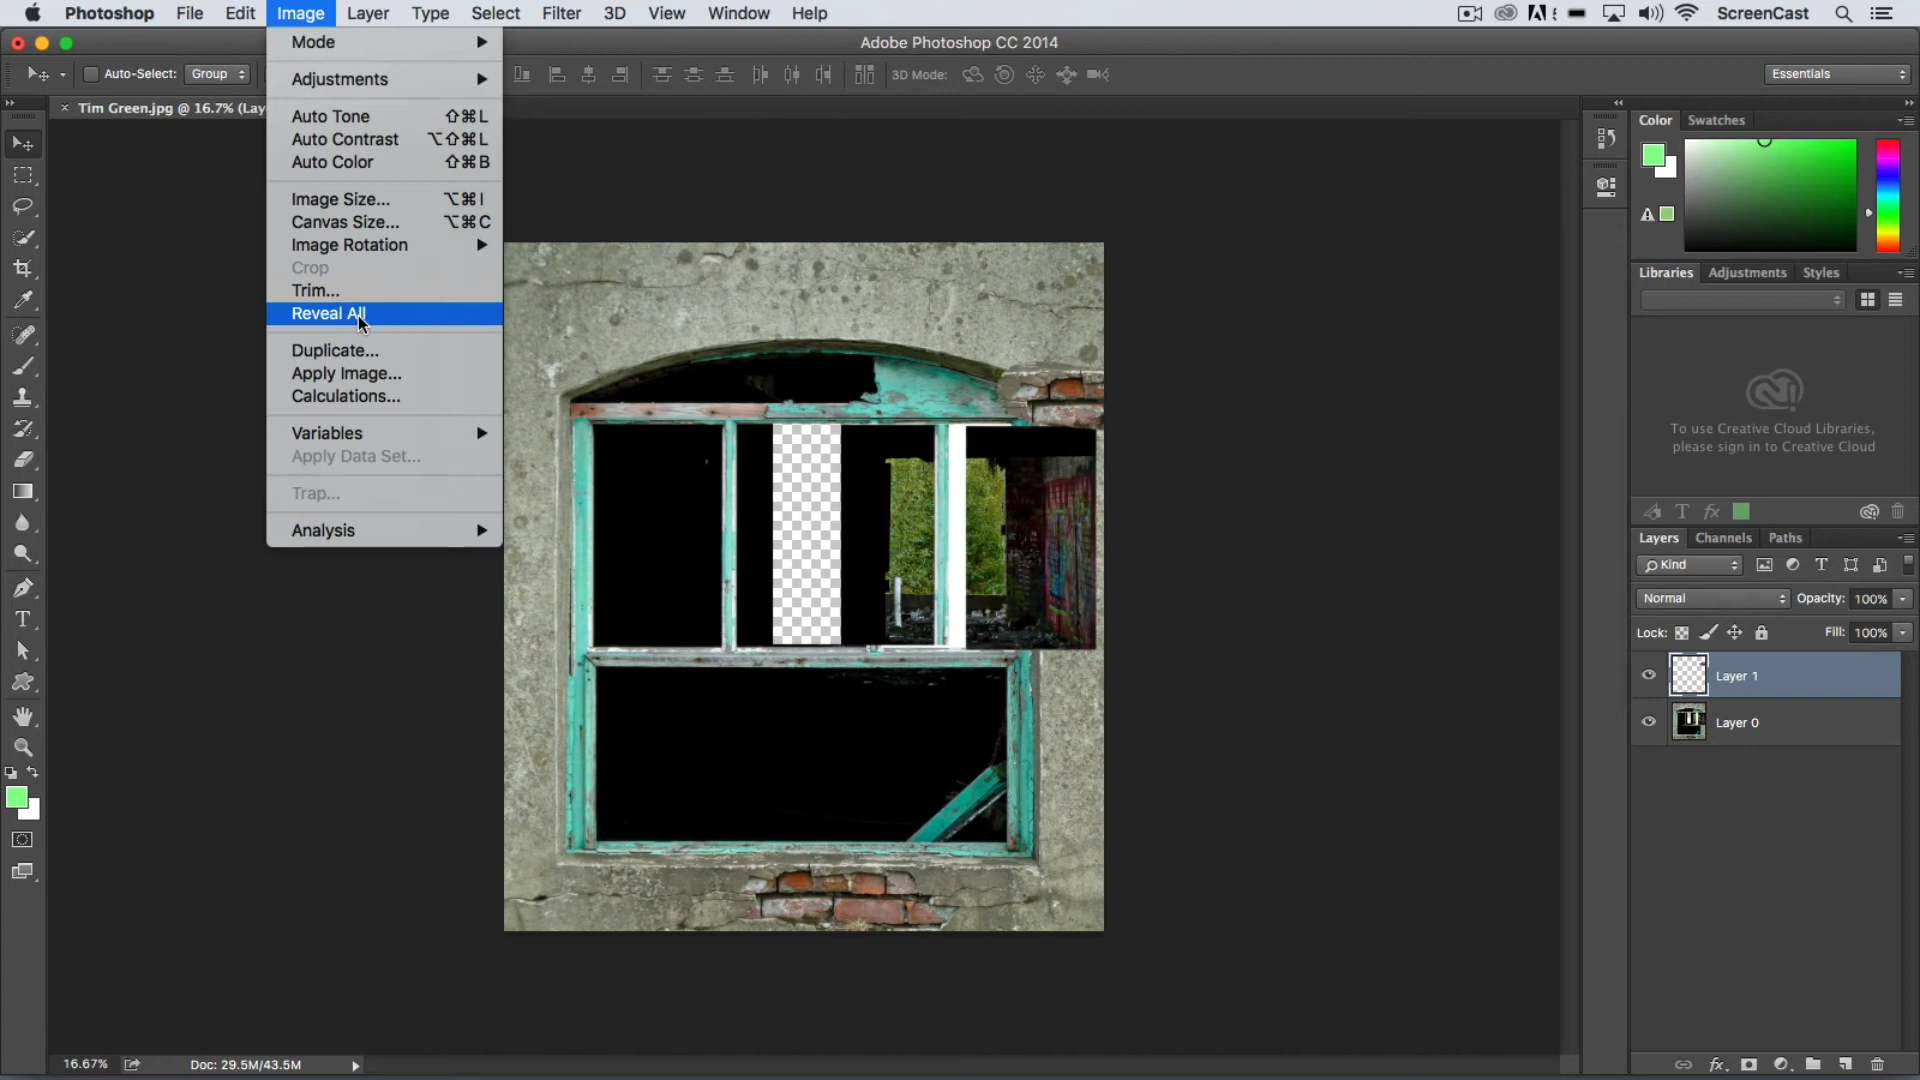 Photoshop File Edit Image Layer Type Select Filter 3D View Window Help ScreenCast
Adobe Photoshop CC 2014
Auto-Select: Group 3D Mode: Essentials
× Tim Green.jpg @ 16.7% (Lay
Mode
Adjustments
Auto Tone ⇧⌘L
Auto Contrast ⌥⇧⌘L
Auto Color ⇧⌘B
Image Size... ⌥⌘I
Canvas Size... ⌥⌘C
Image Rotation
Crop
Trim...
Reveal All
Duplicate...
Apply Image...
Calculations...
Variables
Apply Data Set...
Trap...
Analysis
Color Swatches
Libraries Adjustments Styles
To use Creative Cloud Libraries,
please sign in to Creative Cloud
Layers Channels Paths
Kind
Normal Opacity: 100%
Lock: Fill: 100%
Layer 1
Layer 0
16.67% Doc: 29.5M/43.5M